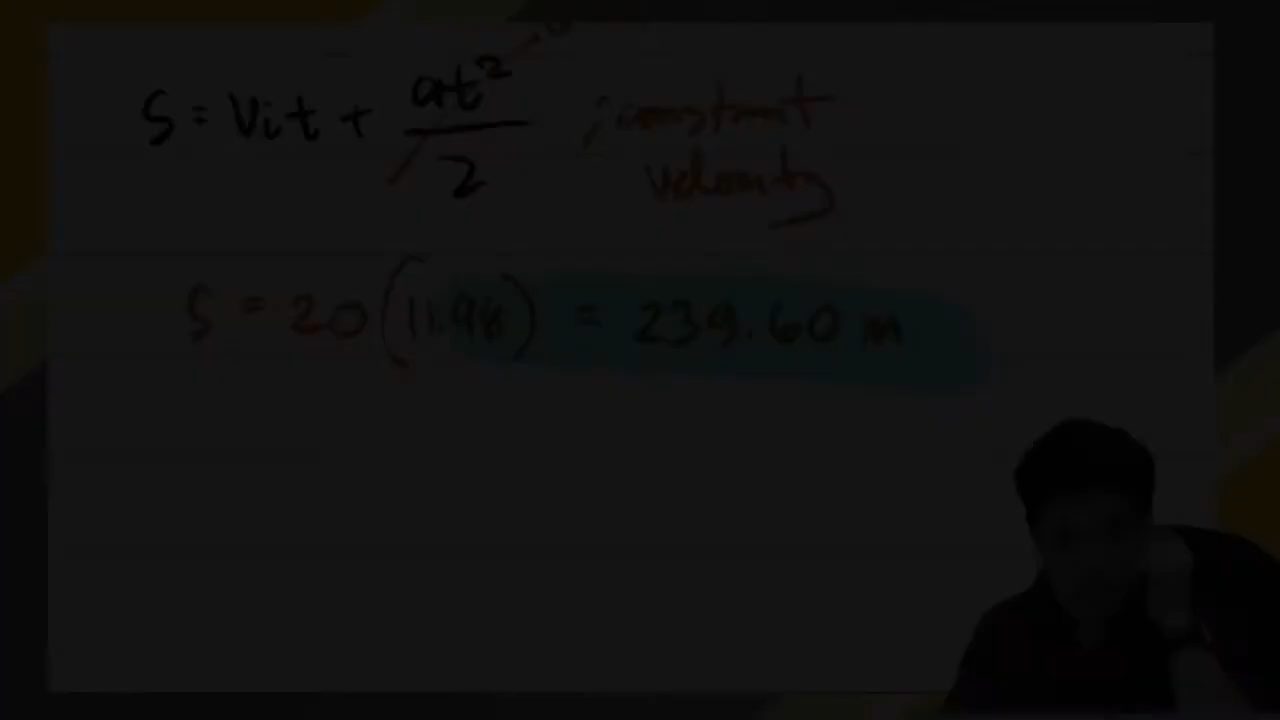 S = Vit + at²/2 ; constant
velocity
S = 20(11.98) = 239.60 m